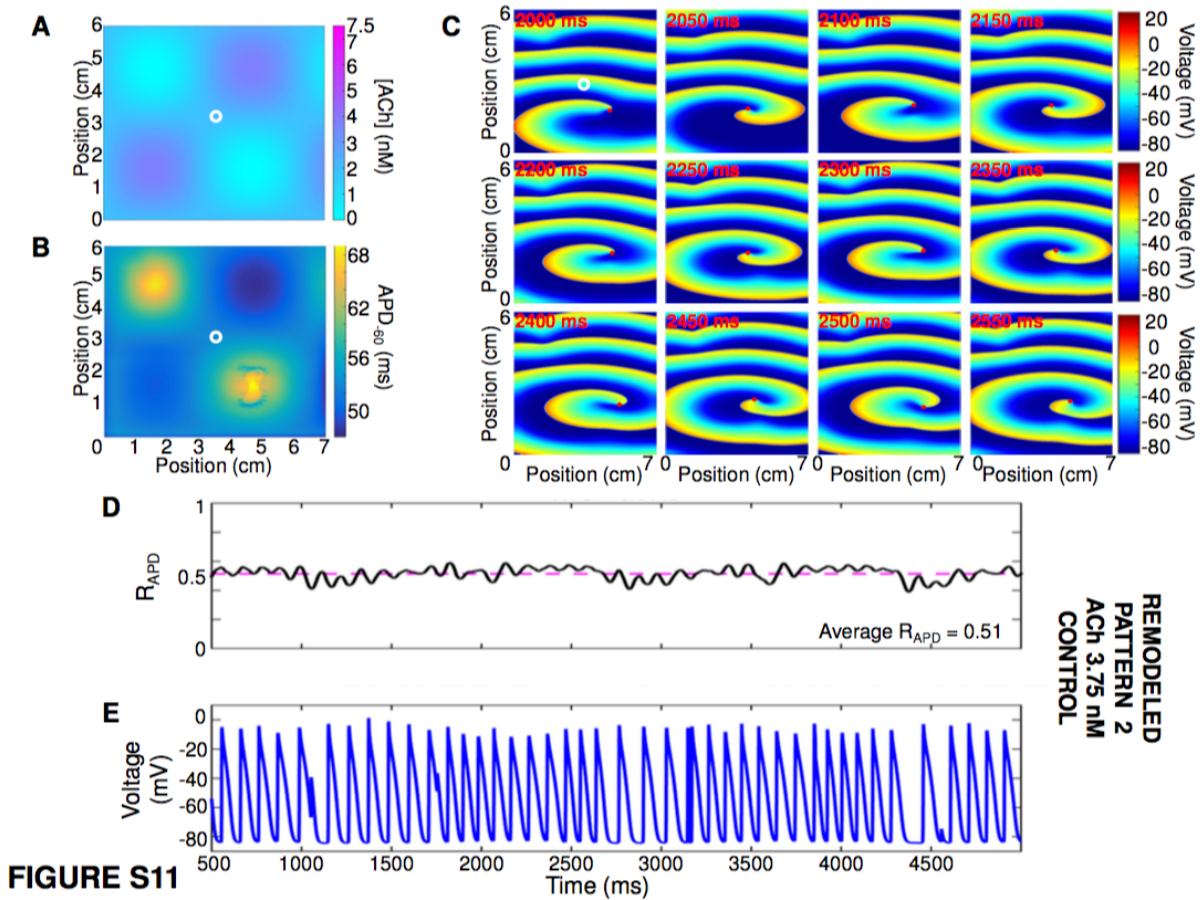 A
6
5
4
3
2
1
0
Position (cm)
7.5
7
6
5
4
3
2
1
0
[ACh] (nM)
B
6
5
4
3
2
1
0 1 2 3 4 5 6 7
Position (cm)
Position (cm)
68
62
56
50
APD-60 (ms)
C
6
0
Position (cm)
2000 ms 2050 ms 2100 ms 2150 ms
20
0
-20
-40
-60
-80
Voltage (mV)
6
0
Position (cm)
2200 ms 2250 ms 2300 ms 2350 ms
20
0
-20
-40
-60
-80
Voltage (mV)
6
0
Position (cm)
2400 ms 2450 ms 2500 ms 2550 ms
20
0
-20
-40
-60
-80
Voltage (mV)
7 0 7 0 7 0 7
Position (cm) Position (cm) Position (cm) Position (cm)
D
1
0.5
0
RAPD
Average RAPD = 0.51
E
0
-20
-40
-60
-80
Voltage
(mV)
500 1000 1500 2000 2500 3000 3500 4000 4500
Time (ms)
REMODELED
PATTERN 2
ACh 3.75 nM
CONTROL
FIGURE S11